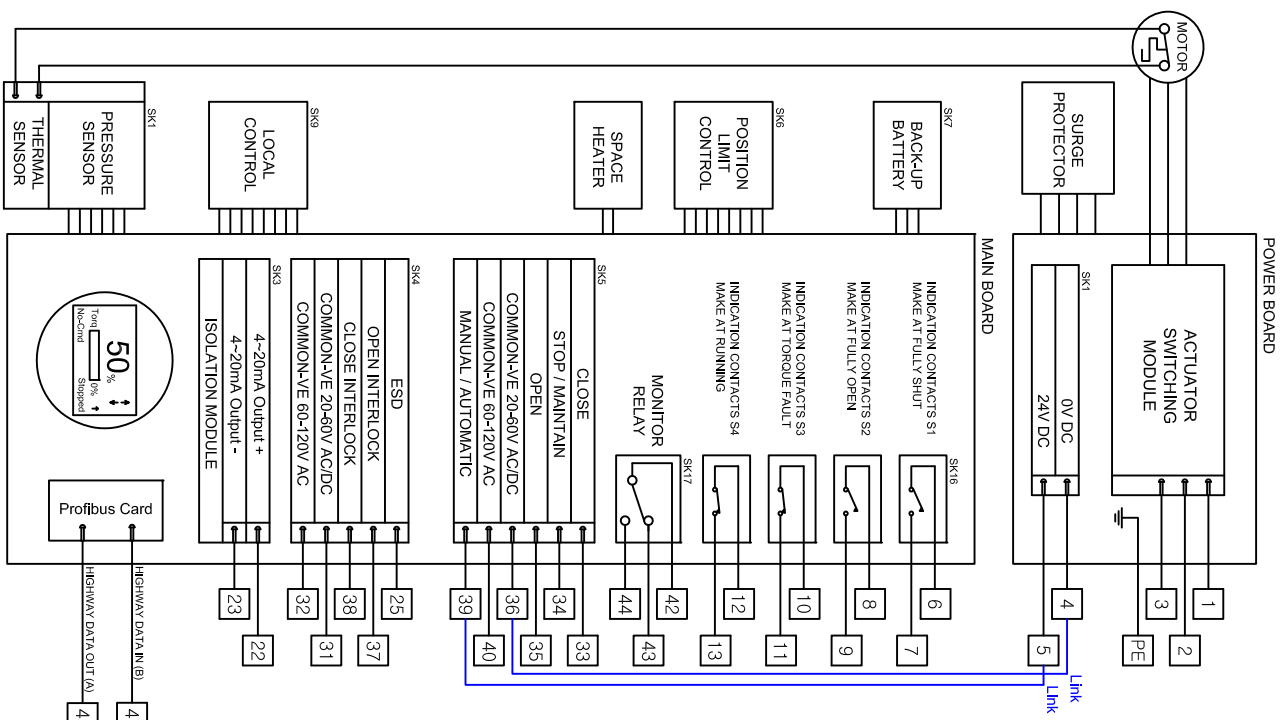 MOTOR
POWER BOARD
ACTUATOR
SWITCHING
MODULE
1
2
3
PE
SURGE
PROTECTOR
SK1
0V DC
24V DC
4
5
Link
Link
MAIN BOARD
SK7
BACK-UP
BATTERY
SK6
POSITION
LIMIT
CONTROL
SPACE
HEATER
SK9
LOCAL
CONTROL
SK1
PRESSURE
SENSOR
THERMAL
SENSOR
INDICATION CONTACTS S1
MAKE AT FULLY SHUT
SK16
6
7
INDICATION CONTACTS S2
MAKE AT FULLY OPEN
8
9
INDICATION CONTACTS S3
MAKE AT TORQUE FAULT
10
11
INDICATION CONTACTS S4
MAKE AT RUNNING
12
13
MONITOR
RELAY
SK17
42
43
44
SK5
CLOSE
33
STOP / MAINTAIN
34
OPEN
35
COMMON-VE 20-60V AC/DC
36
COMMON-VE 60-120V AC
40
MANUAL / AUTOMATIC
39
SK4
ESD
25
OPEN INTERLOCK
37
CLOSE INTERLOCK
38
COMMON-VE 20-60V AC/DC
31
COMMON-VE 60-120V AC
32
SK3
4~20mA Output +
22
4~20mA Output -
23
ISOLATION MODULE
50%
Torq 0%
No-Cmd Stopped
Profibus Card
HIGHWAY DATA IN (B)
4
HIGHWAY DATA OUT (A)
4